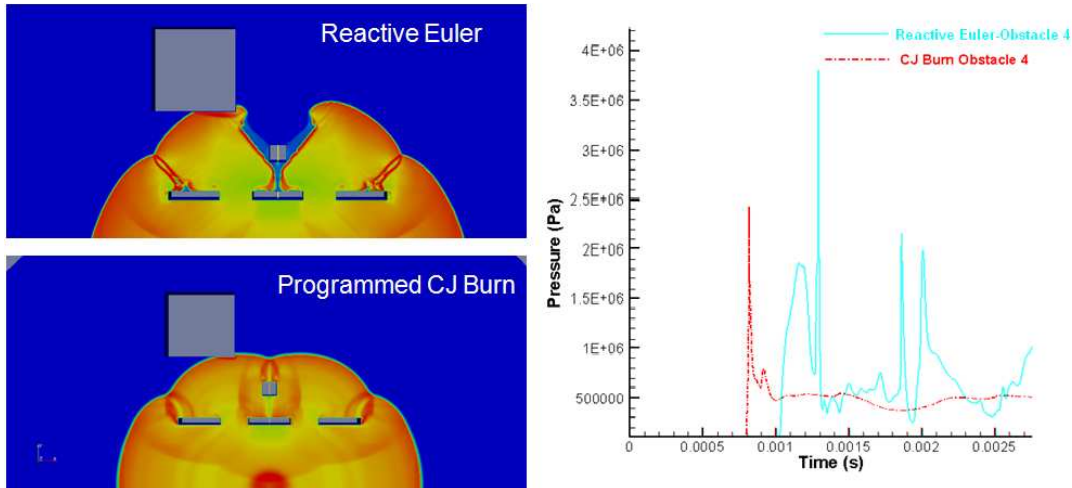 Reactive Euler
Programmed CJ Burn
Reactive Euler-Obstacle 4
CJ Burn Obstacle 4
Pressure (Pa)
4E+06
3.5E+06
3E+06
2.5E+06
2E+06
1.5E+06
1E+06
500000
0
0.0005
0.001
0.0015
0.002
0.0025
Time (s)